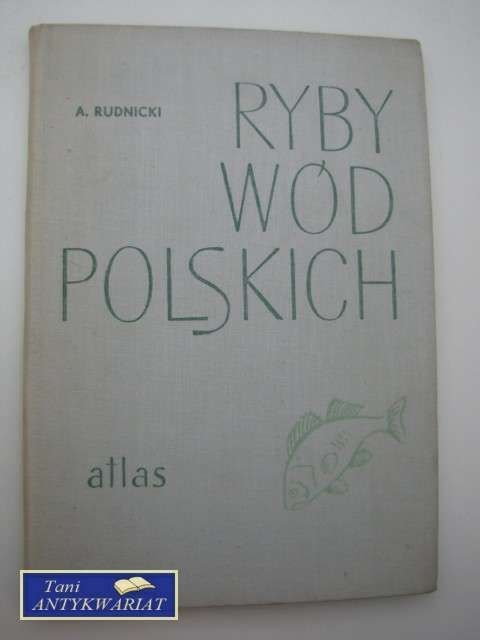 A. RUDNICKI
RYBY
WÓD
POLSKICH
atlas
Tani
ANTYKWARIAT